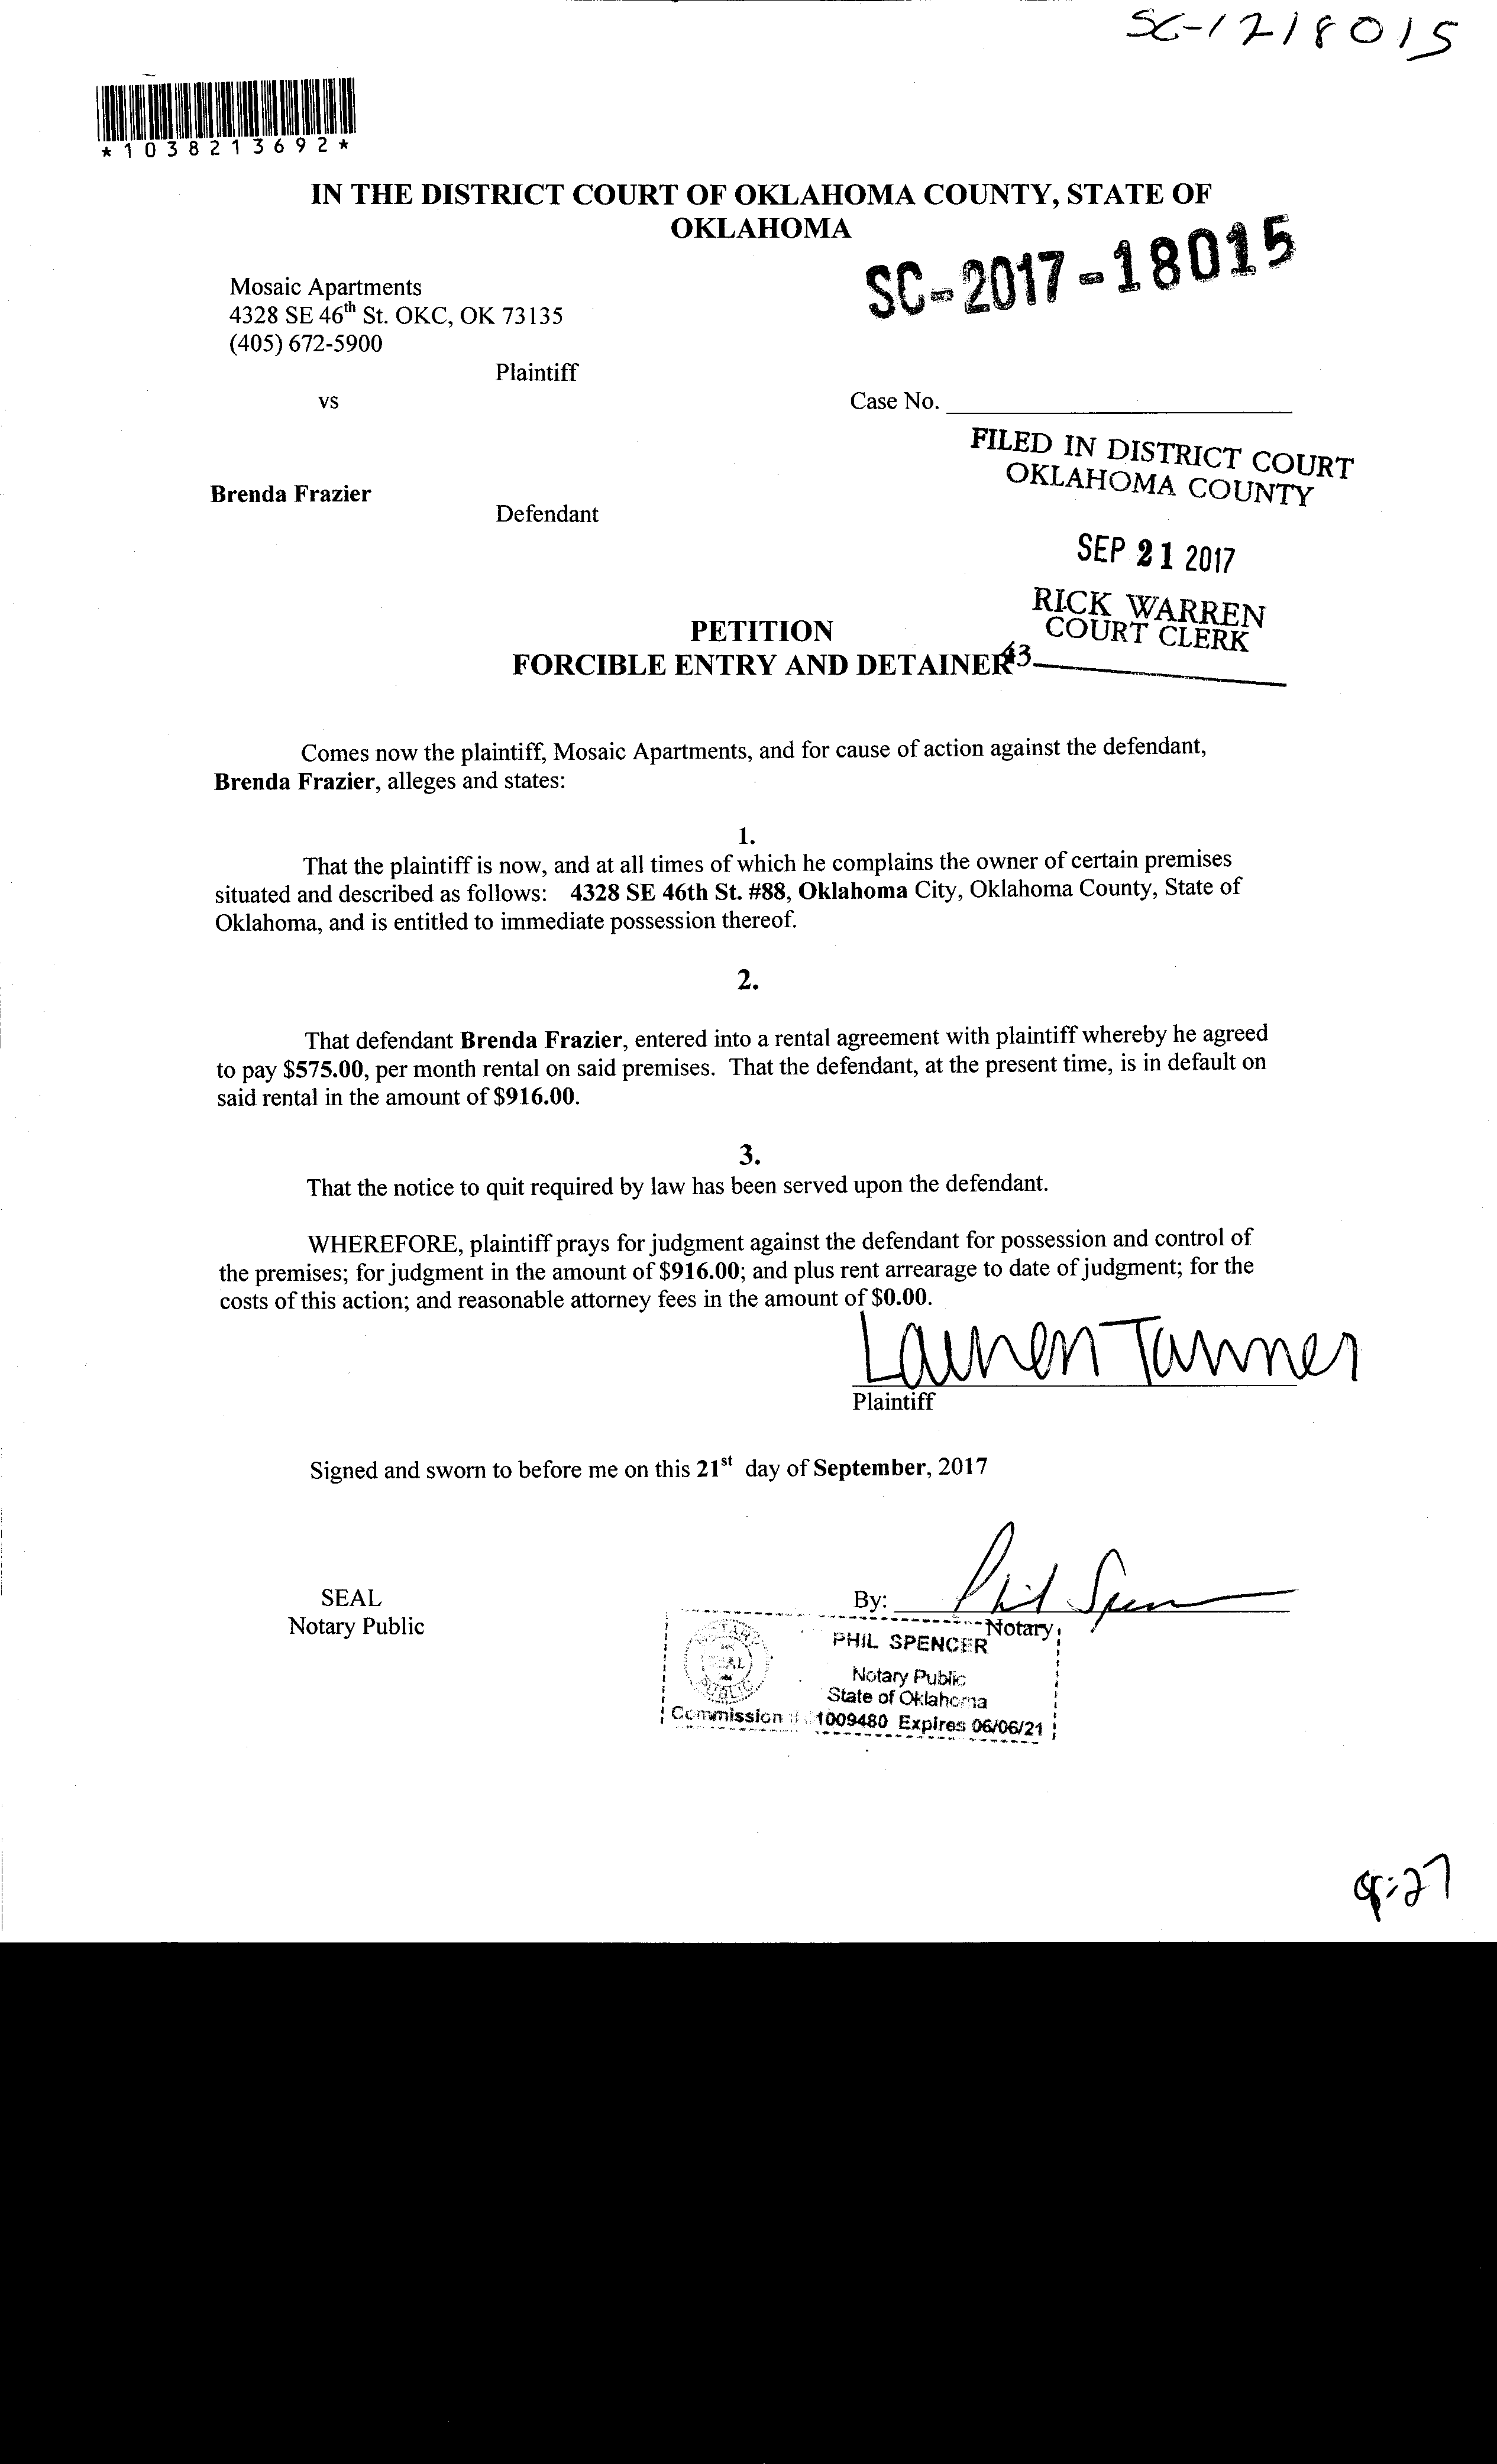 SC-1718015
*1038213692*
IN THE DISTRICT COURT OF OKLAHOMA COUNTY, STATE OF
OKLAHOMA
SC-2017-18015
Mosaic Apartments
4328 SE 46th St. OKC, OK 73135
(405) 672-5900
Plaintiff
vs
Case No.
FILED IN DISTRICT COURT
OKLAHOMA COUNTY
Brenda Frazier
Defendant
SEP 21 2017
RICK WARREN
COURT CLERK
PETITION
FORCIBLE ENTRY AND DETAINER
43
Comes now the plaintiff, Mosaic Apartments, and for cause of action against the defendant,
Brenda Frazier, alleges and states:
1.
That the plaintiff is now, and at all times of which he complains the owner of certain premises
situated and described as follows: 4328 SE 46th St. #88, Oklahoma City, Oklahoma County, State of
Oklahoma, and is entitled to immediate possession thereof.
2.
That defendant Brenda Frazier, entered into a rental agreement with plaintiff whereby he agreed
to pay $575.00, per month rental on said premises. That the defendant, at the present time, is in default on
said rental in the amount of $916.00.
3.
That the notice to quit required by law has been served upon the defendant.
WHEREFORE, plaintiff prays for judgment against the defendant for possession and control of
the premises; for judgment in the amount of $916.00; and plus rent arrearage to date of judgment; for the
costs of this action; and reasonable attorney fees in the amount of $0.00.
Lauren Tanner
Plaintiff
Signed and sworn to before me on this 21st day of September, 2017
SEAL
Notary Public
By: Phil Spencer
Notary
NOTARY
SEAL
PUBLIC
PHIL SPENCER
Notary Public
State of Oklahoma
Commission # 1009480 Expires 06/06/21